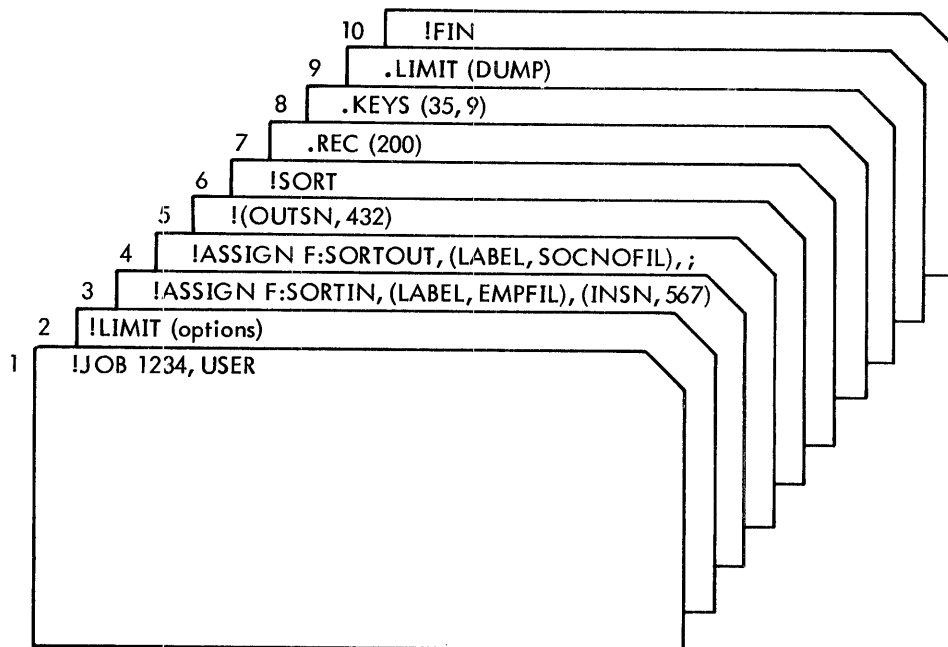 10 !FIN
9 .LIMIT (DUMP)
8 .KEYS (35, 9)
7 .REC (200)
6 !SORT
5 !(OUTSN, 432)
4 !ASSIGN F:SORTOUT, (LABEL, SOCNOFIL), ;
3 !ASSIGN F:SORTIN, (LABEL, EMPFIL), (INSN, 567)
2 !LIMIT (options)
1 !JOB 1234, USER